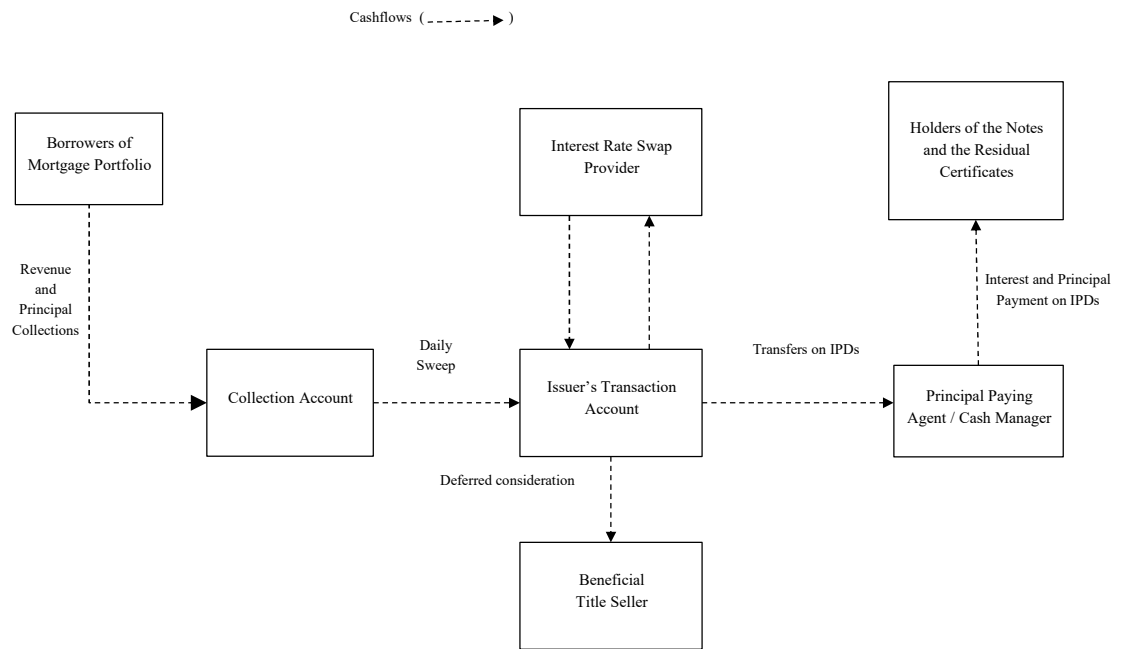 Cashflows ( )
Borrowers of
Mortgage Portfolio
Interest Rate Swap
Provider
Holders of the Notes
and the Residual
Certificates
Revenue
and
Principal
Collections
Interest and Principal
Payment on IPDs
Daily
Sweep
Transfers on IPDs
Collection Account
Issuer’s Transaction
Account
Principal Paying
Agent / Cash Manager
Deferred consideration
Beneficial
Title Seller